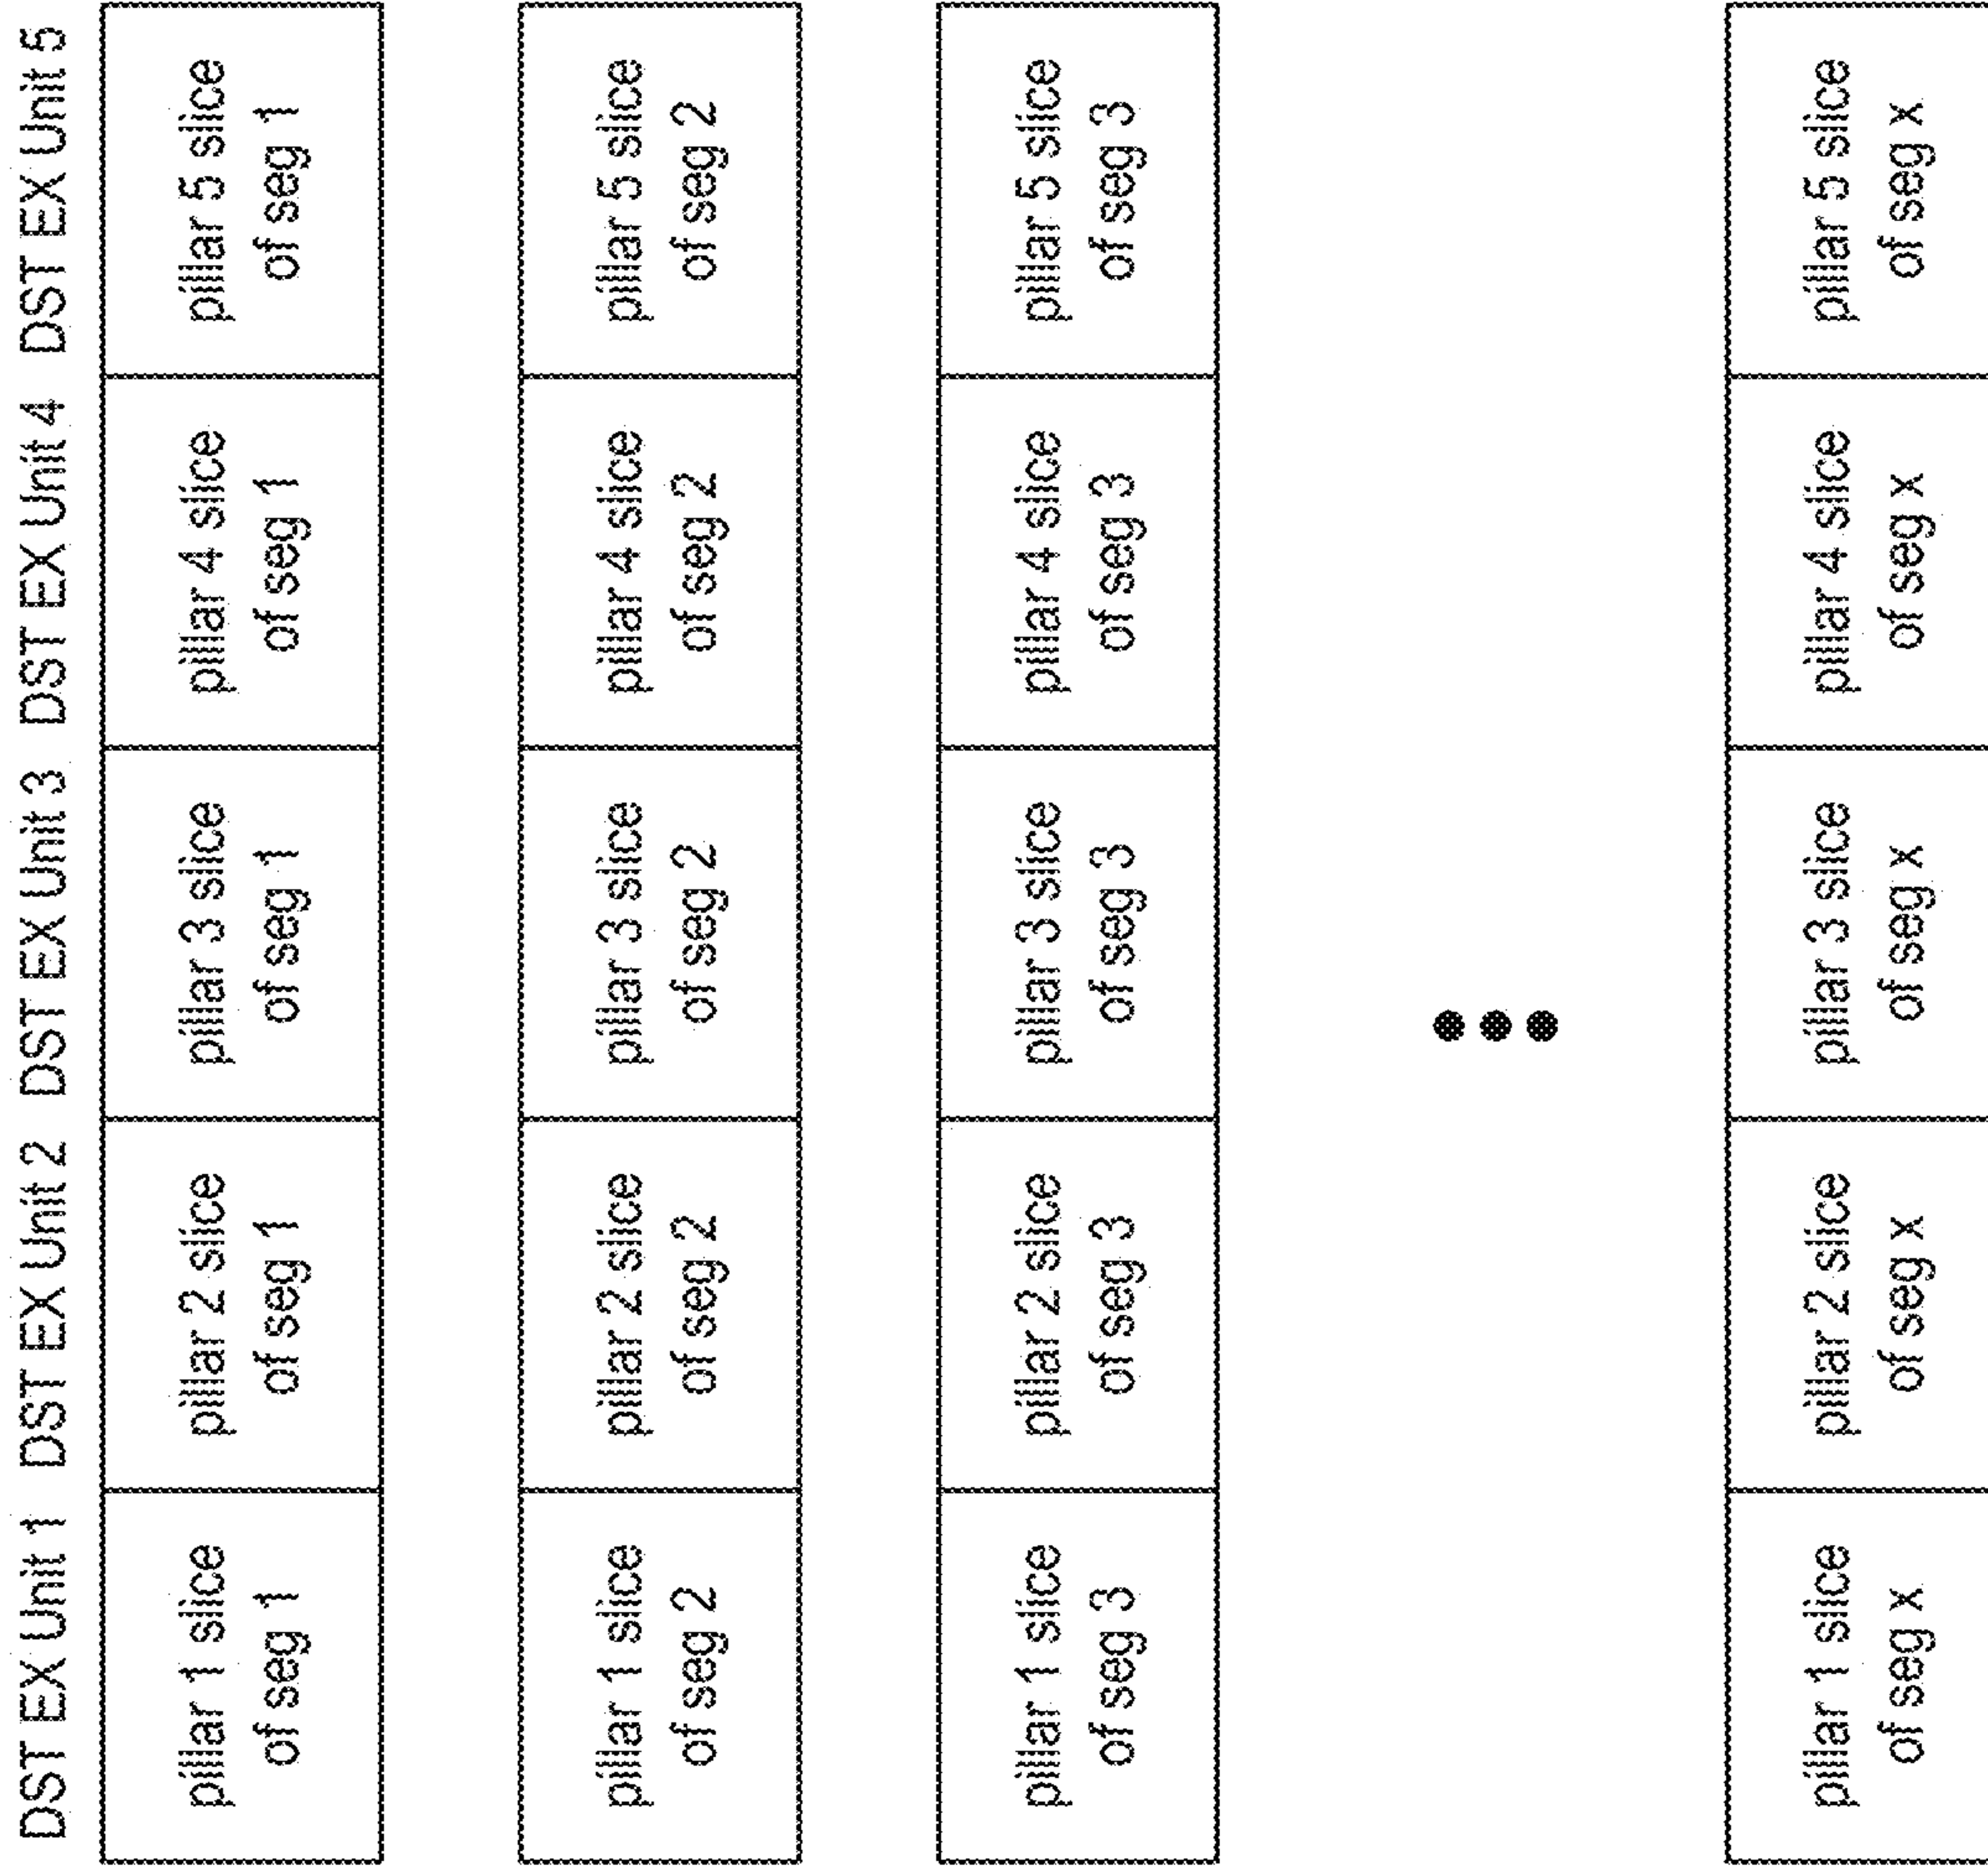 DST EX Unit 1 DST EX Unit 2 DST EX Unit 3 DST EX Unit 4 DST EX Unit 5
pillar 1 slice
of seg 1
pillar 2 slice
of seg 1
pillar 3 slice
of seg 1
pillar 4 slice
of seg 1
pillar 5 slice
of seg 1
pillar 1 slice
of seg 2
pillar 2 slice
of seg 2
pillar 3 slice
of seg 2
pillar 4 slice
of seg 2
pillar 5 slice
of seg 2
pillar 1 slice
of seg 3
pillar 2 slice
of seg 3
pillar 3 slice
of seg 3
pillar 4 slice
of seg 3
pillar 5 slice
of seg 3
pillar 1 slice
of seg x
pillar 2 slice
of seg x
pillar 3 slice
of seg x
pillar 4 slice
of seg x
pillar 5 slice
of seg x